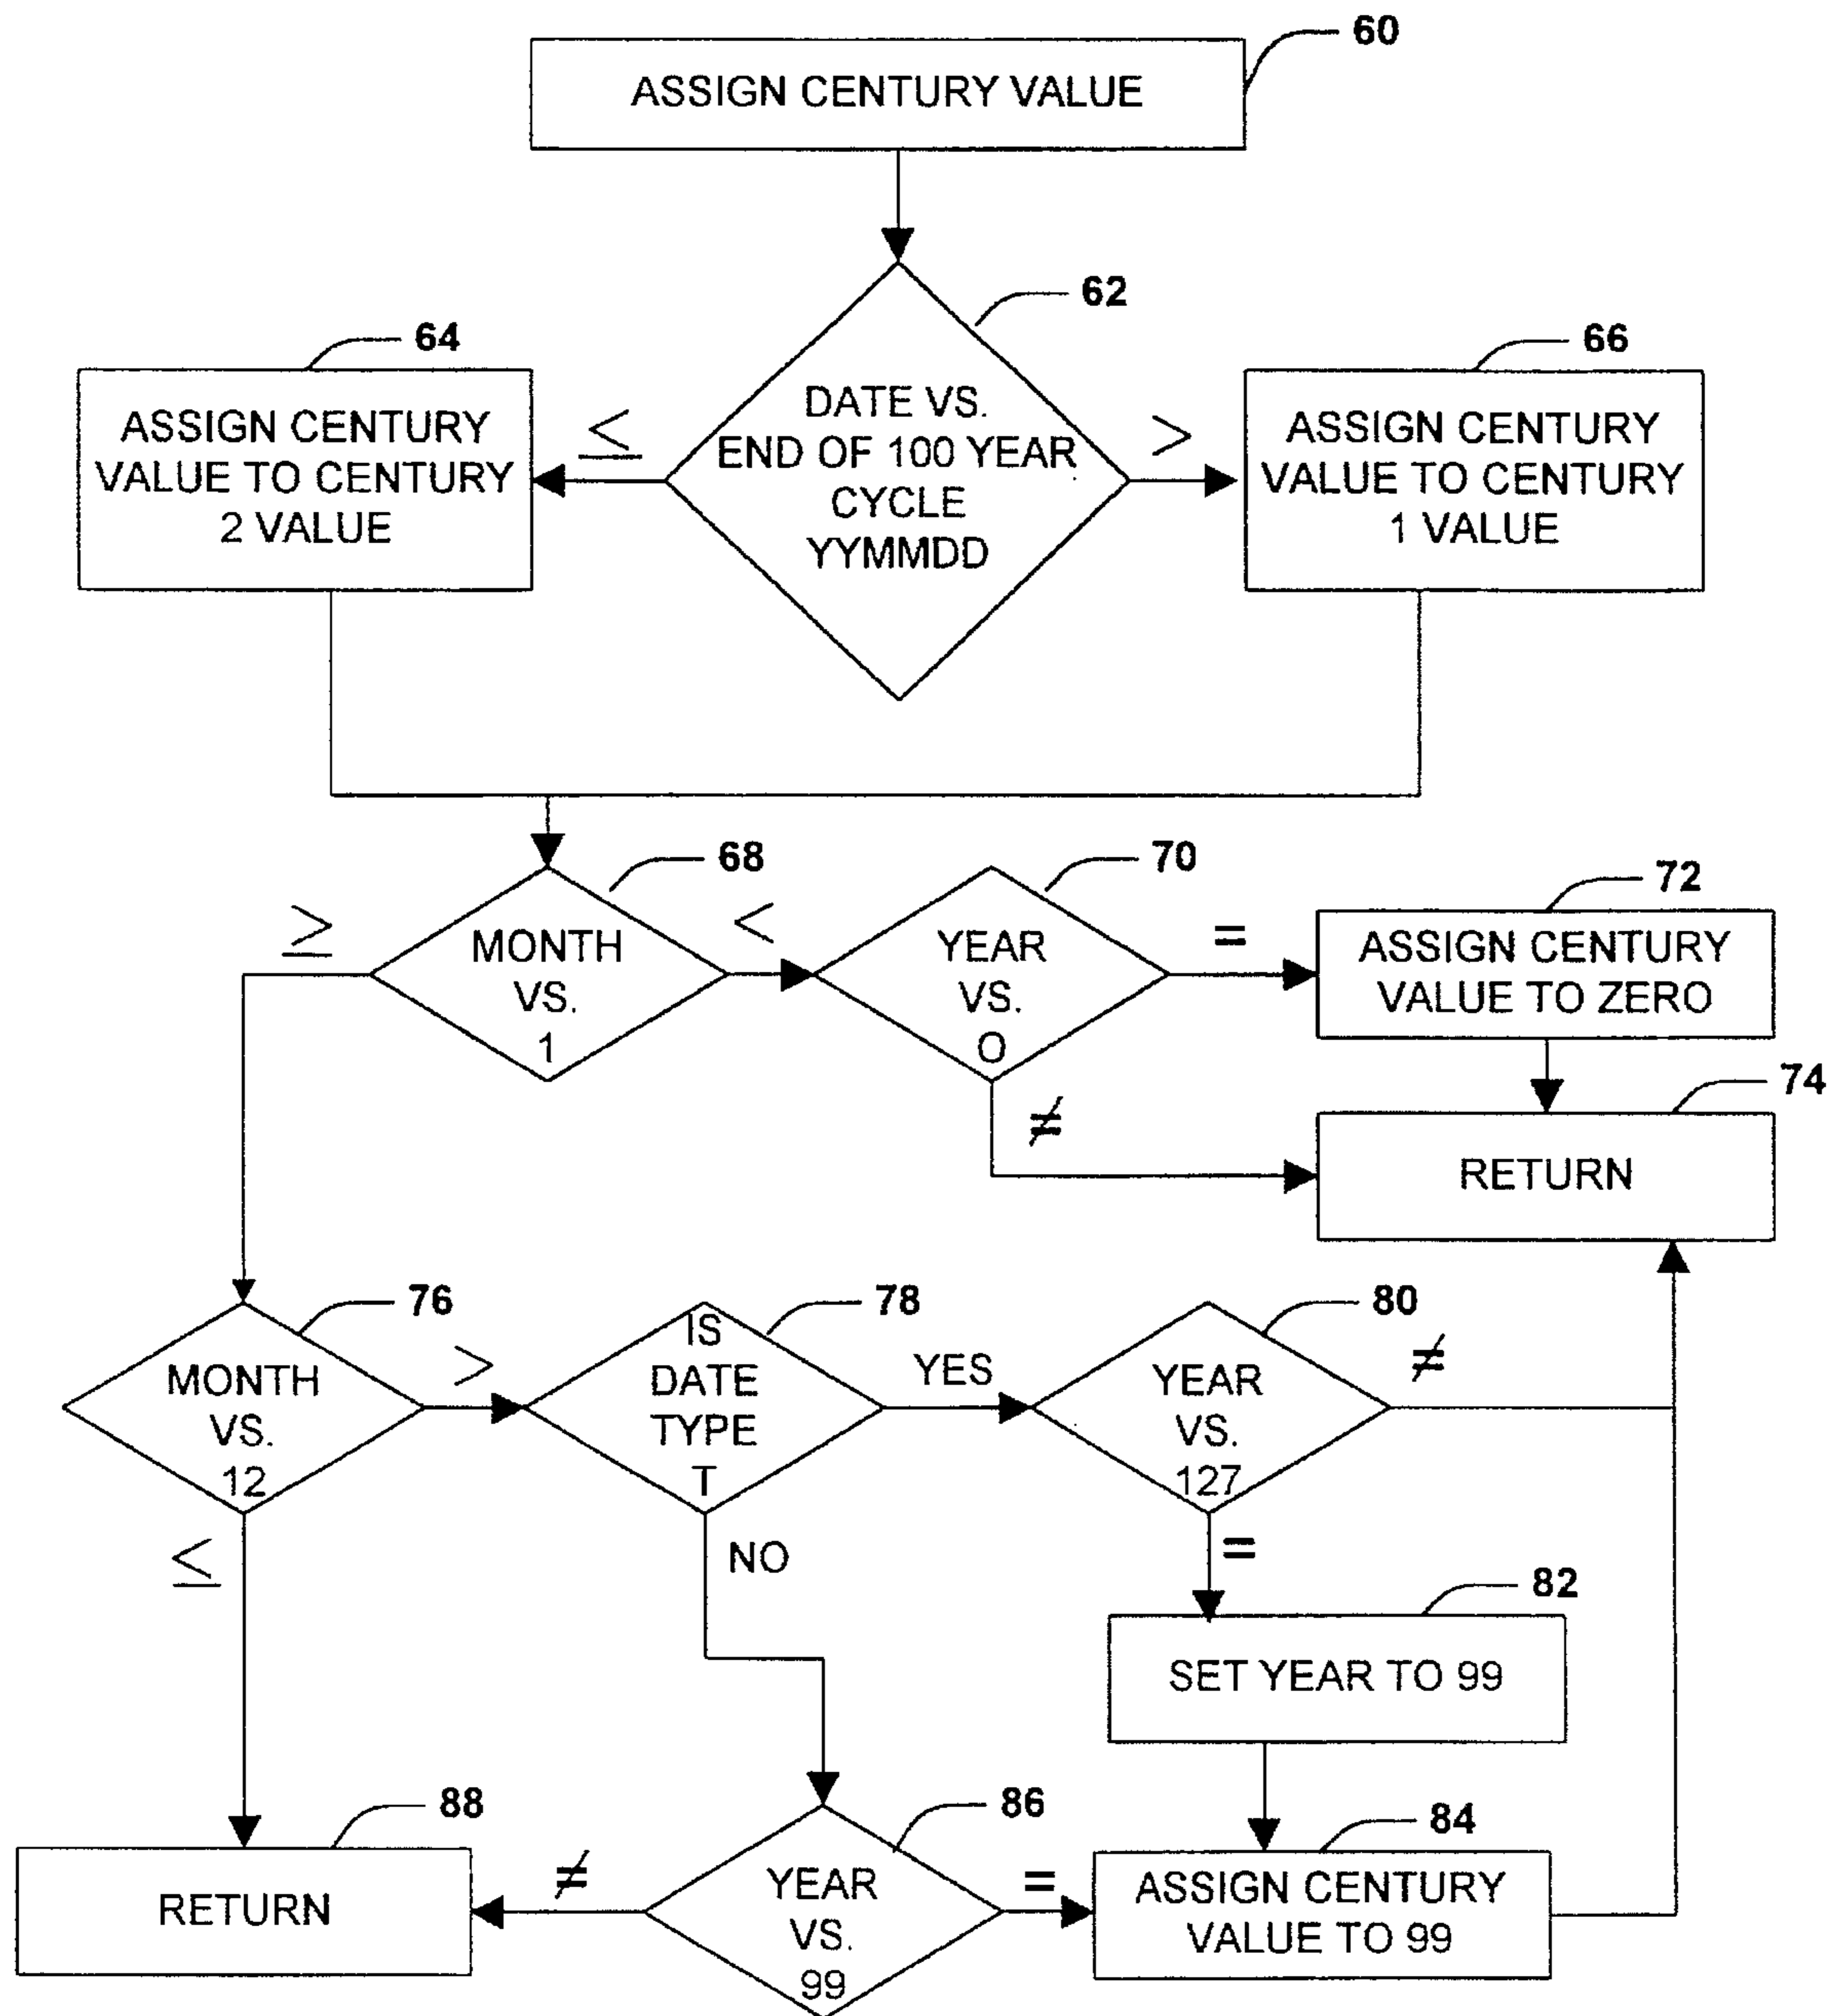 60
ASSIGN CENTURY VALUE
62
DATE VS.
END OF 100 YEAR
CYCLE
YYMMDD
≤
>
64
ASSIGN CENTURY
VALUE TO CENTURY
2 VALUE
66
ASSIGN CENTURY
VALUE TO CENTURY
1 VALUE
68
MONTH
VS.
1
≥
<
70
YEAR
VS.
O
=
≠
72
ASSIGN CENTURY
VALUE TO ZERO
74
RETURN
76
MONTH
VS.
12
>
≤
78
IS
DATE
TYPE
T
YES
NO
80
YEAR
VS.
127
≠
=
82
SET YEAR TO 99
84
ASSIGN CENTURY
VALUE TO 99
86
YEAR
VS.
99
≠
=
88
RETURN